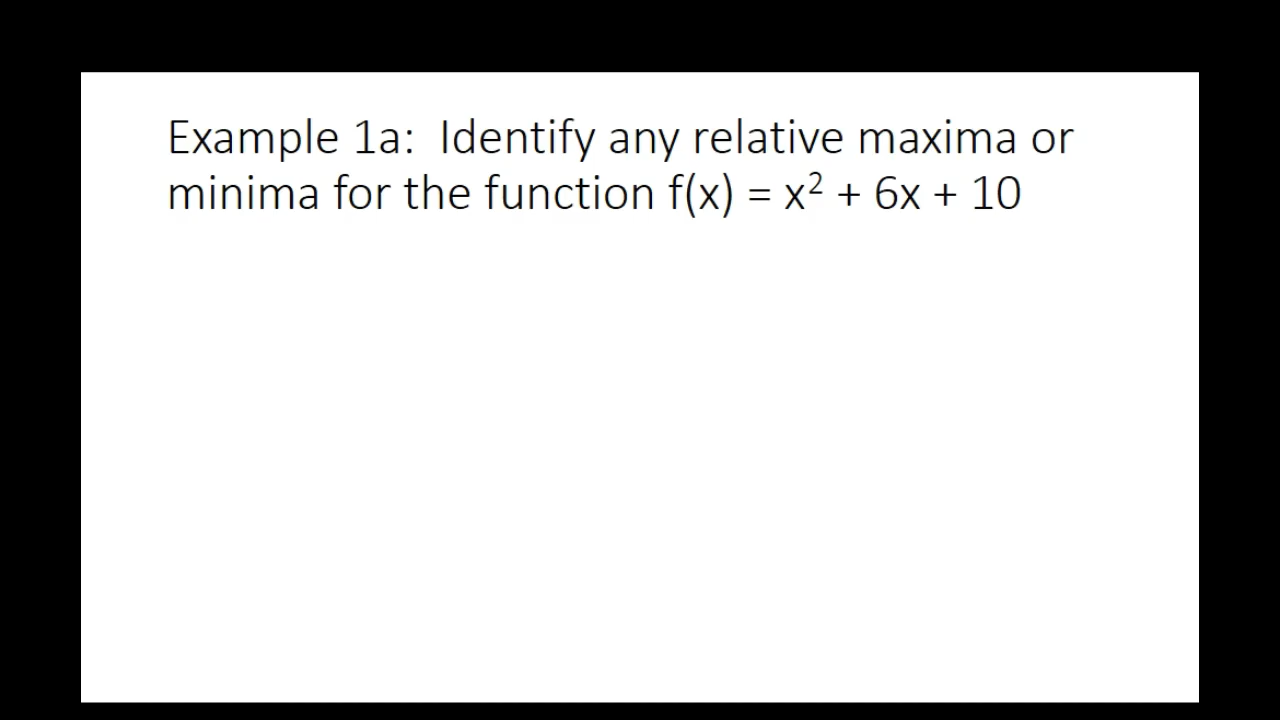 Example 1a:  Identify any relative maxima or
minima for the function f(x) = x² + 6x + 10